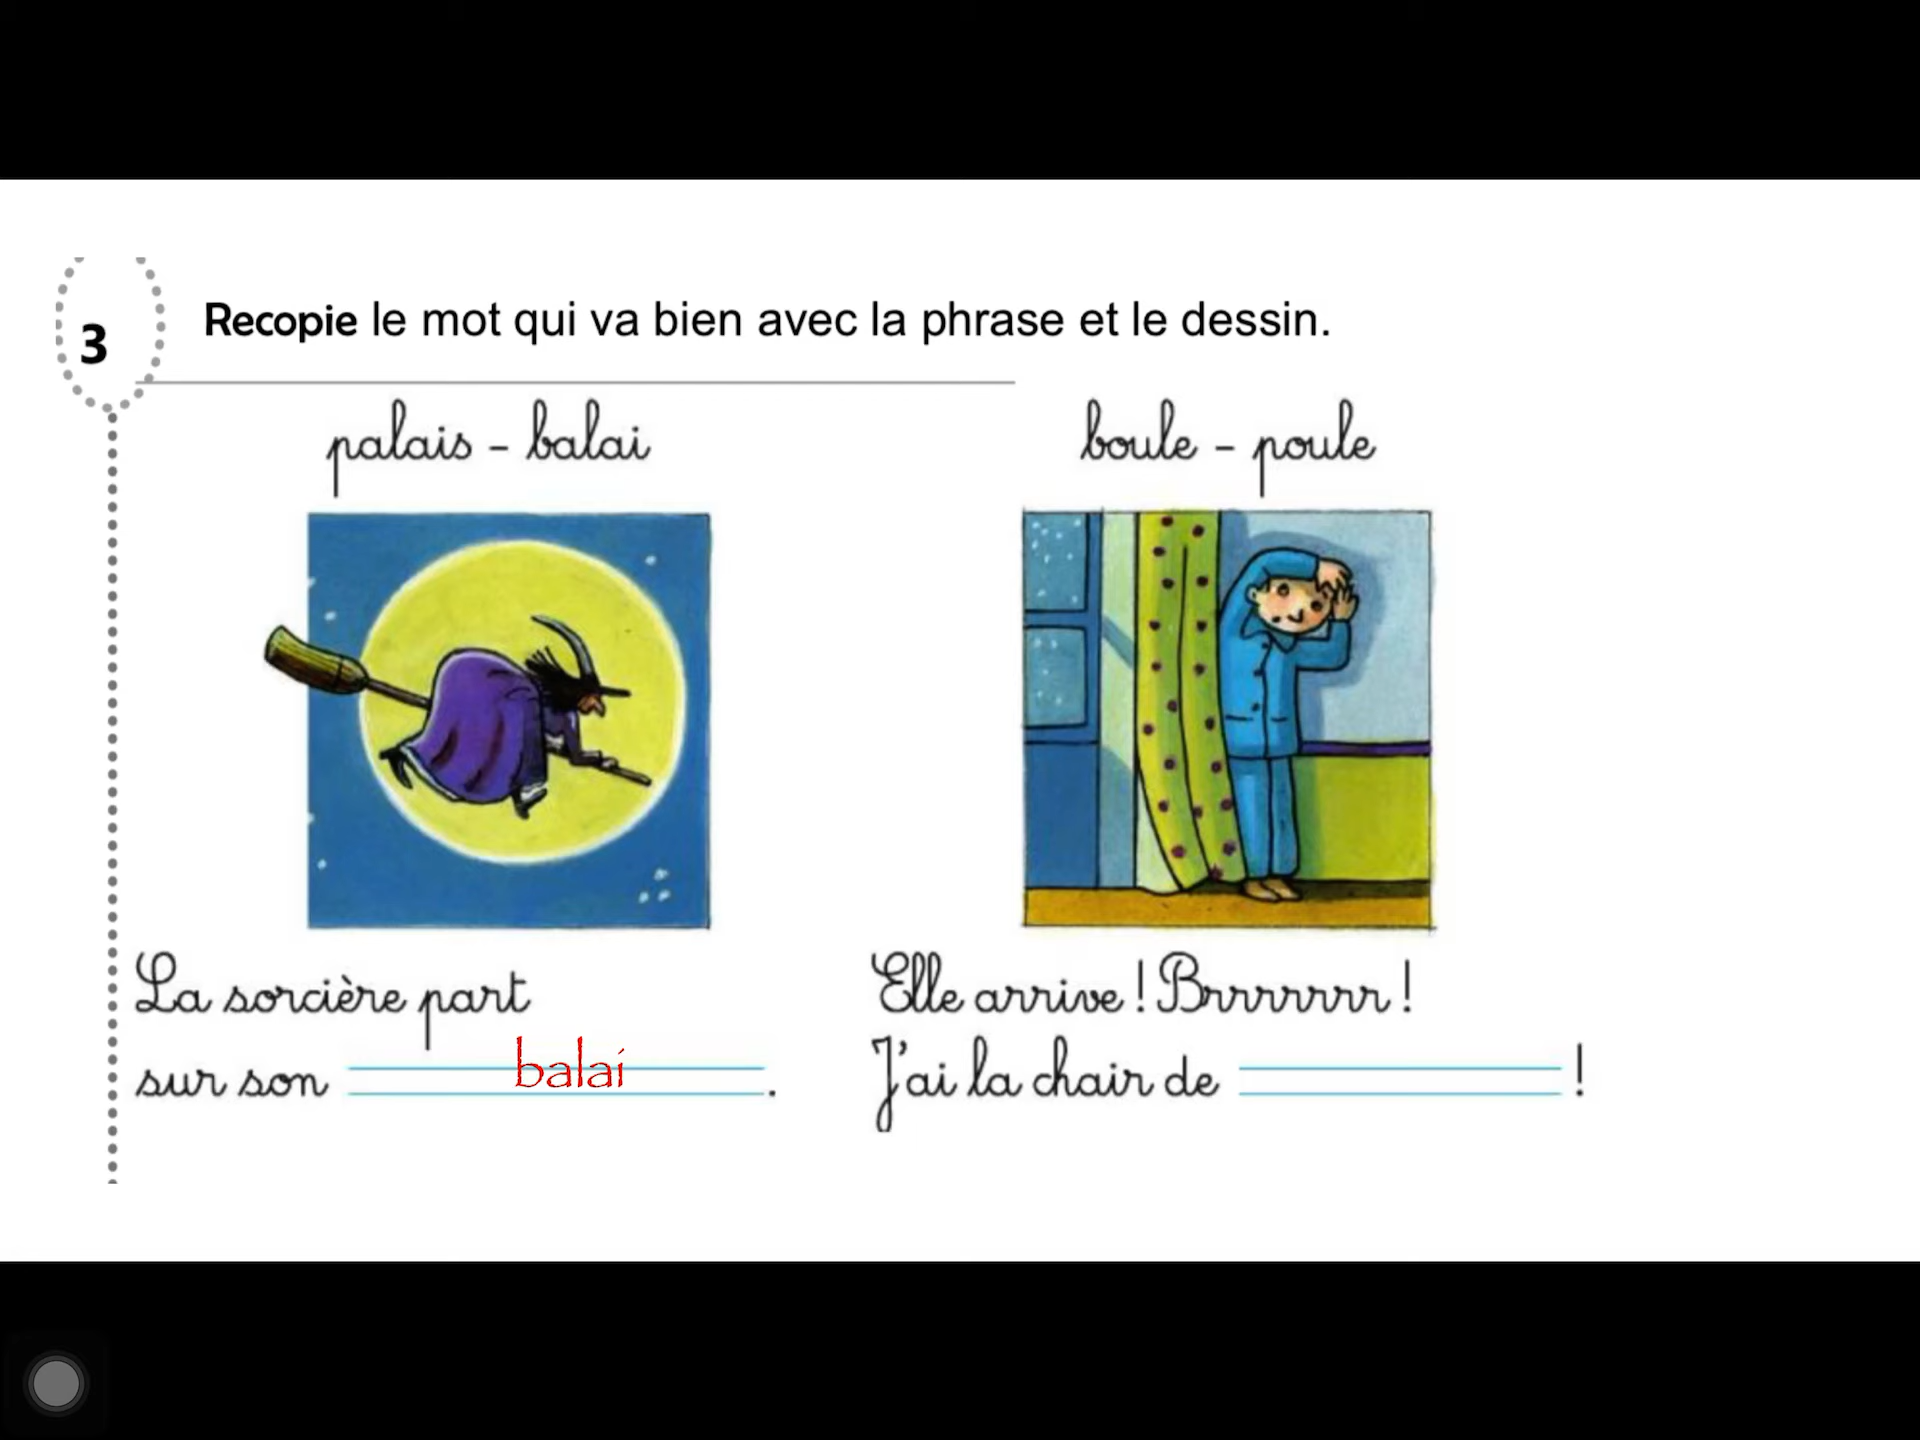 3
Recopie le mot qui va bien avec la phrase et le dessin.
palais - balai
boule - poule
La sorcière part
sur son balai .
Elle arrive ! Brrrrrrr !
J'ai la chair de !